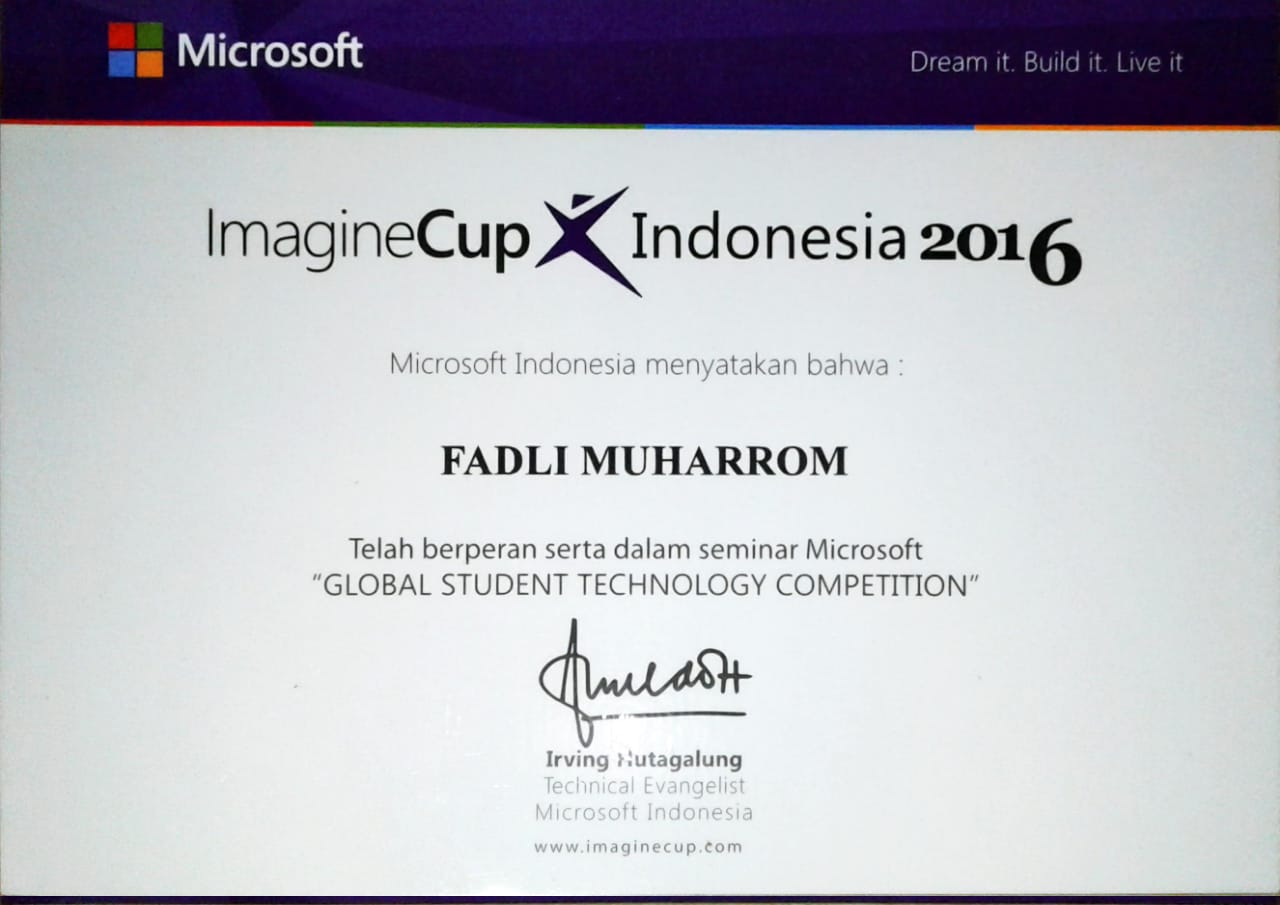 Microsoft
Dream it. Build it. Live it
ImagineCup Indonesia 2016
Microsoft Indonesia menyatakan bahwa :
FADLI MUHARROM
Telah berperan serta dalam seminar Microsoft
"GLOBAL STUDENT TECHNOLOGY COMPETITION"
Irving Hutagalung
Technical Evangelist
Microsoft Indonesia
www.imaginecup.com